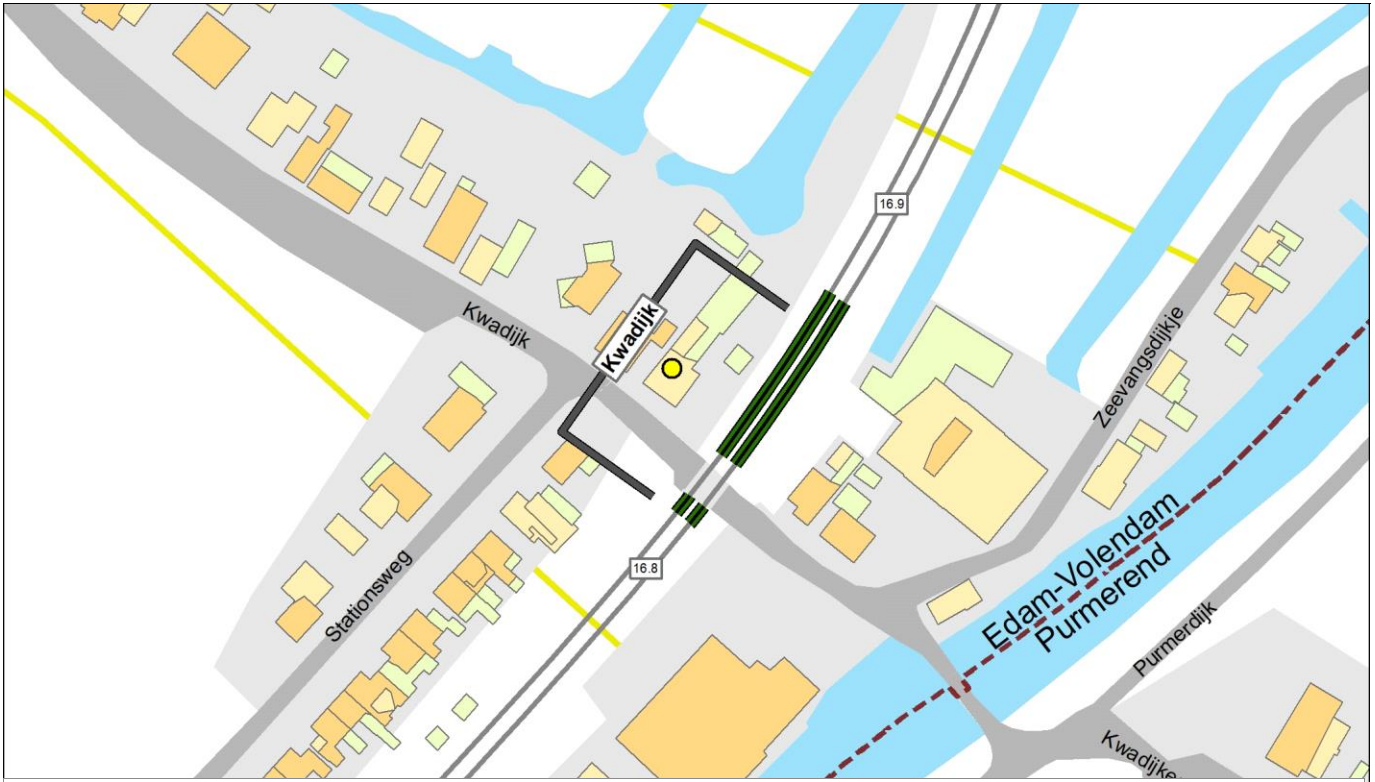 16.9
Kwadijk
Kwadijk
Zeevangsdijkje
16.8
Stationsweg
Edam-Volendam
Purmerend
Purmerdijk
Kwadijke